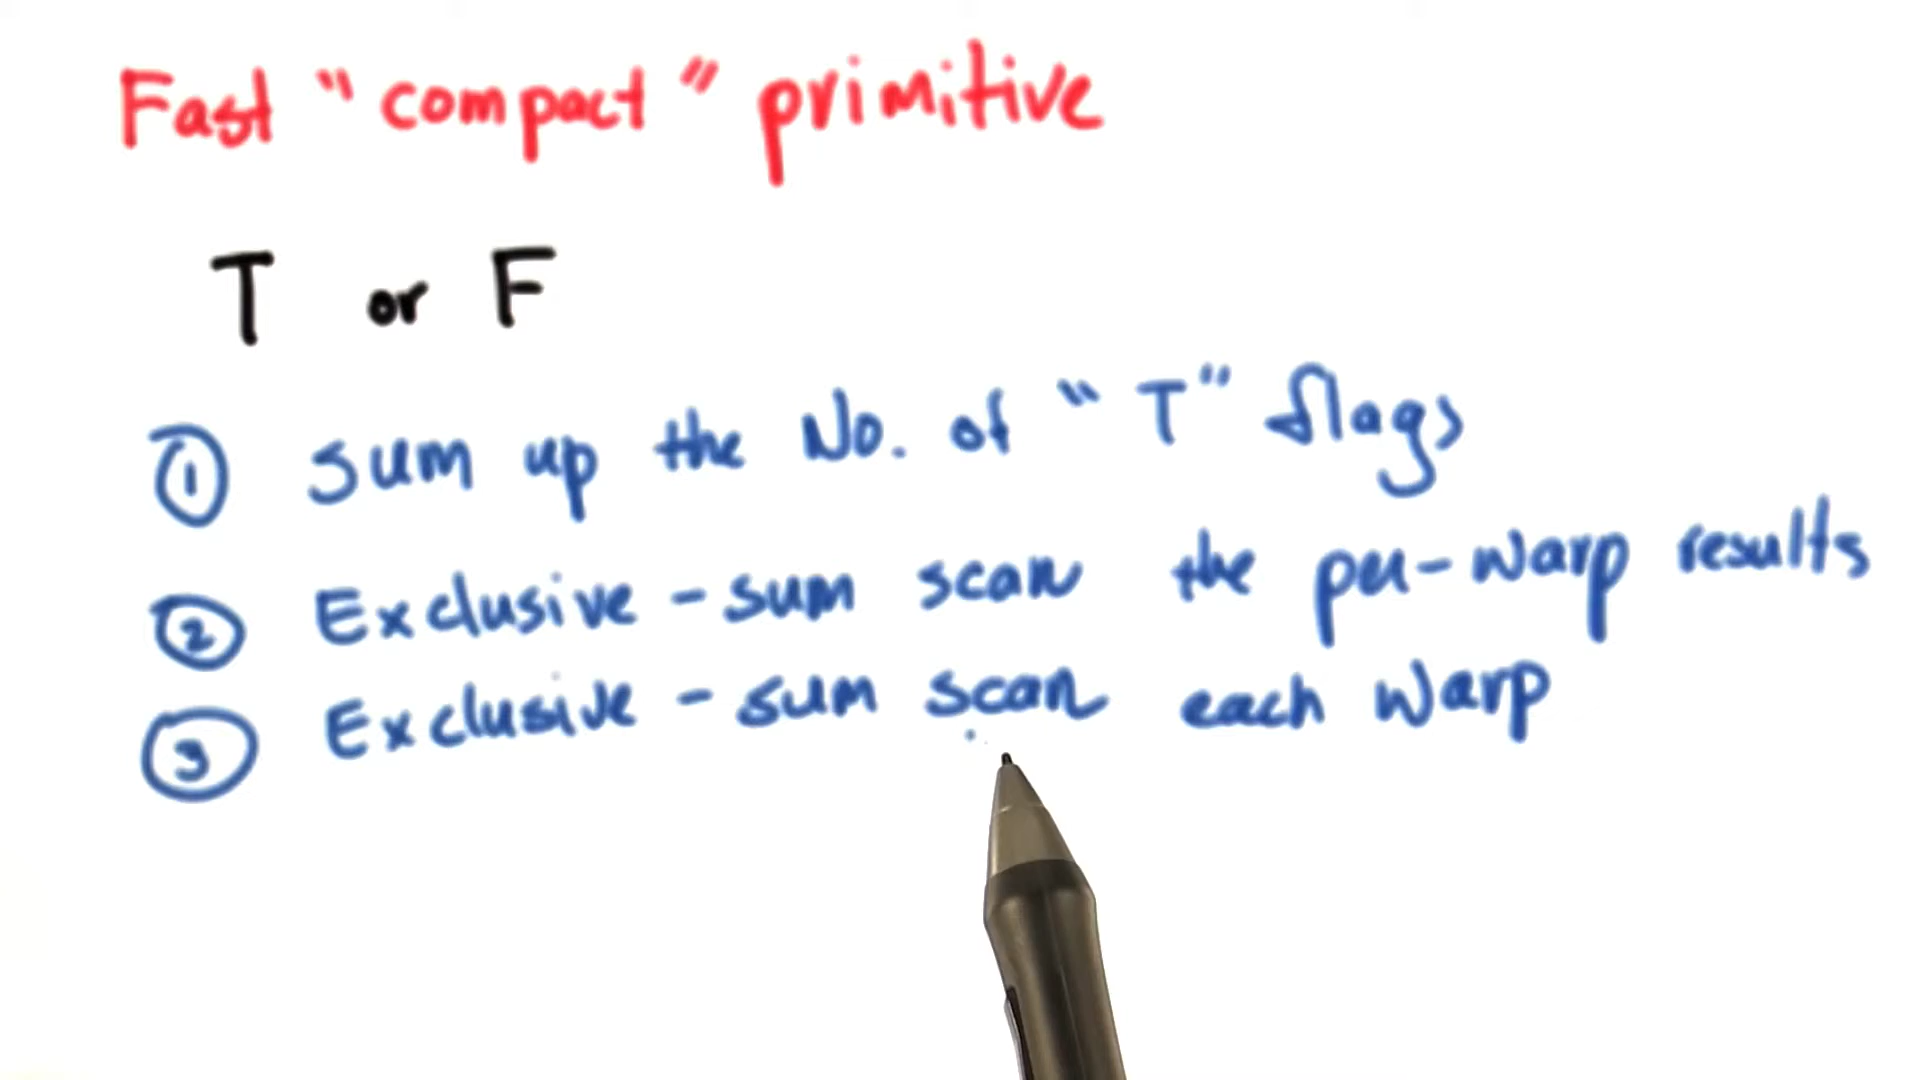 Fast "compact" primitive
T or F
① Sum up the No. of "T" flags
② Exclusive - sum scan the per-warp results
③ Exclusive - sum scan each warp